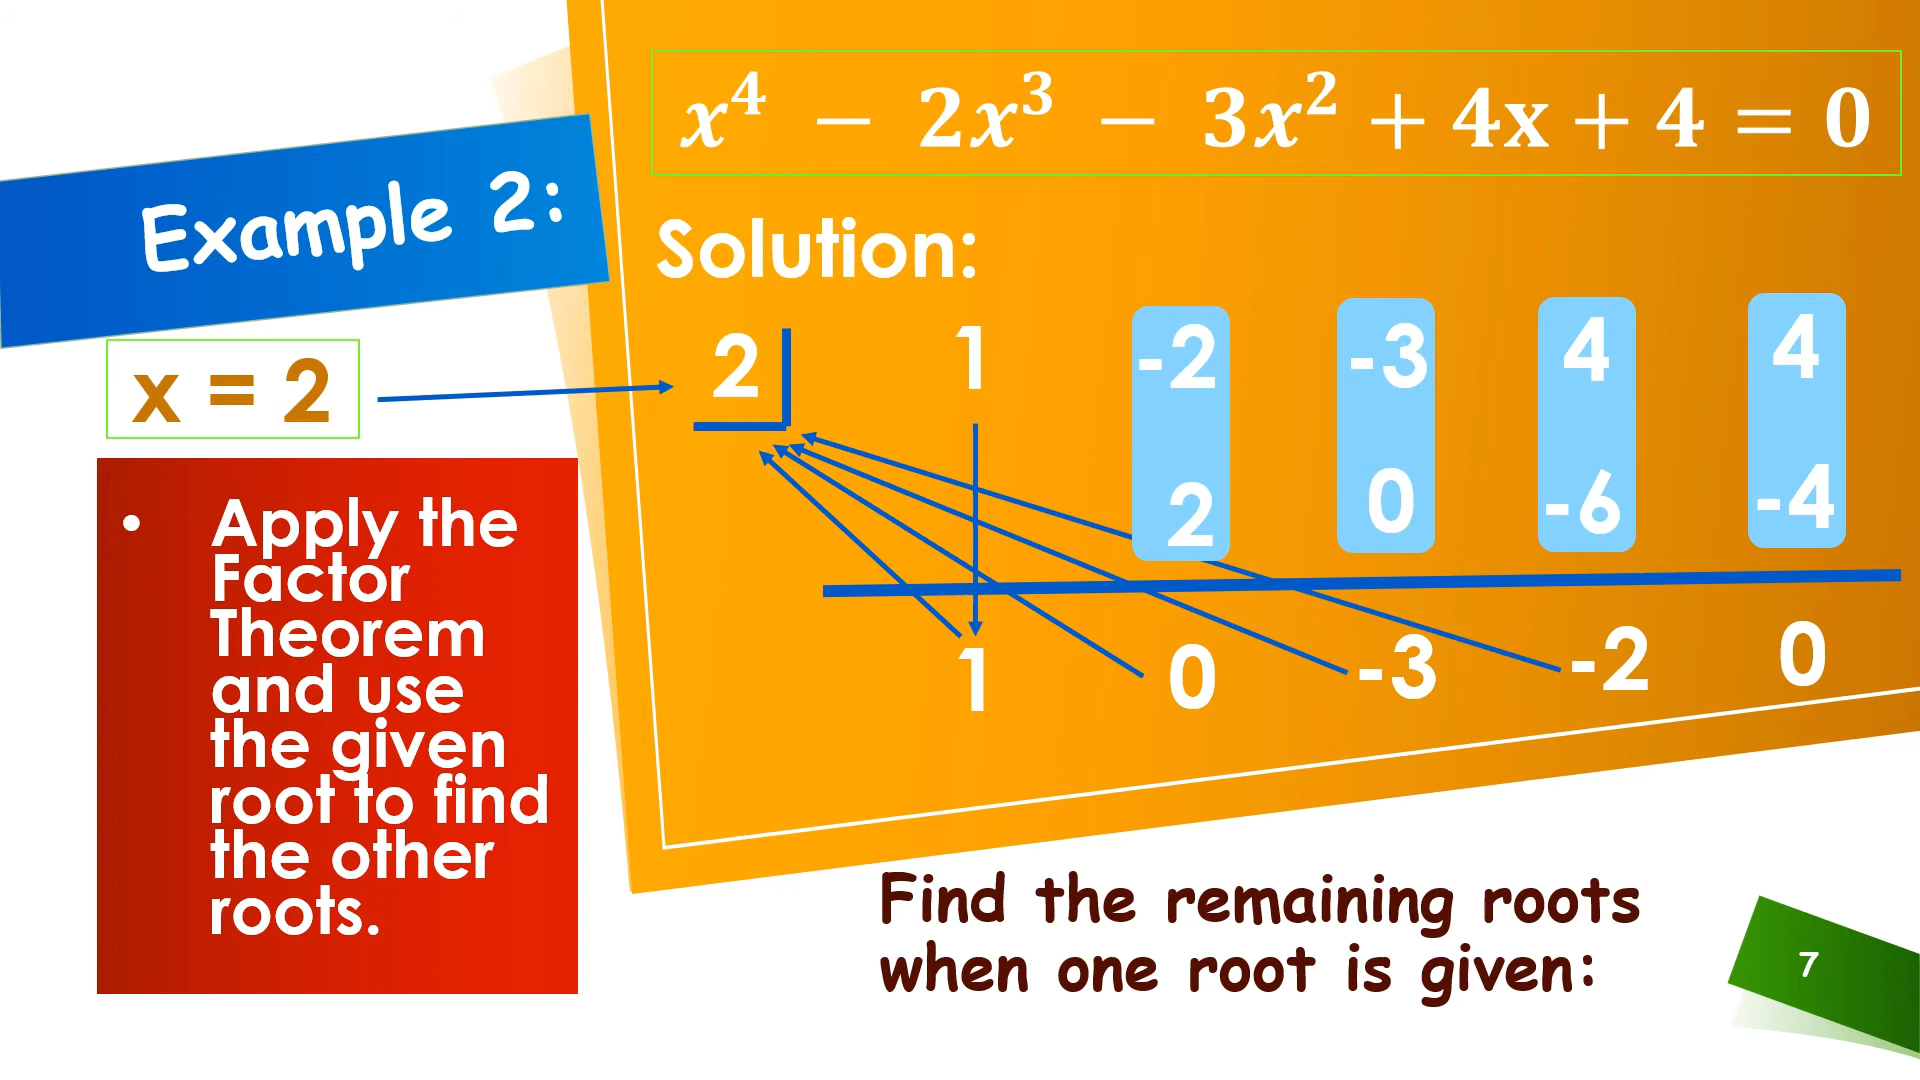 x⁴ − 2x³ − 3x² + 4x + 4 = 0
Example 2:
Solution:
x = 2
2 1 -2 -3 4 4
2 0 -6 -4
1 0 -3 -2 0
• Apply the
Factor
Theorem
and use
the given
root to find
the other
roots.
Find the remaining roots
when one root is given:
7